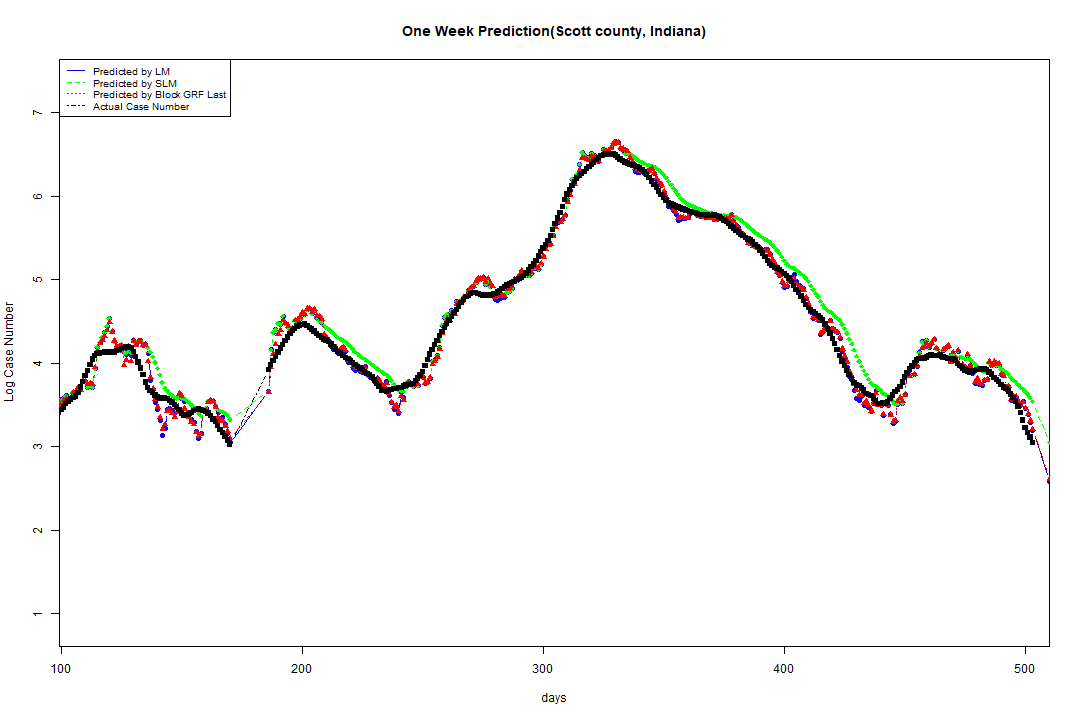 One Week Prediction(Scott county, Indiana)
Predicted by LM
Predicted by SLM
Predicted by Block GRF Last
Actual Case Number
Log Case Number
7
6
5
4
3
2
1
100 200 300 400 500
days